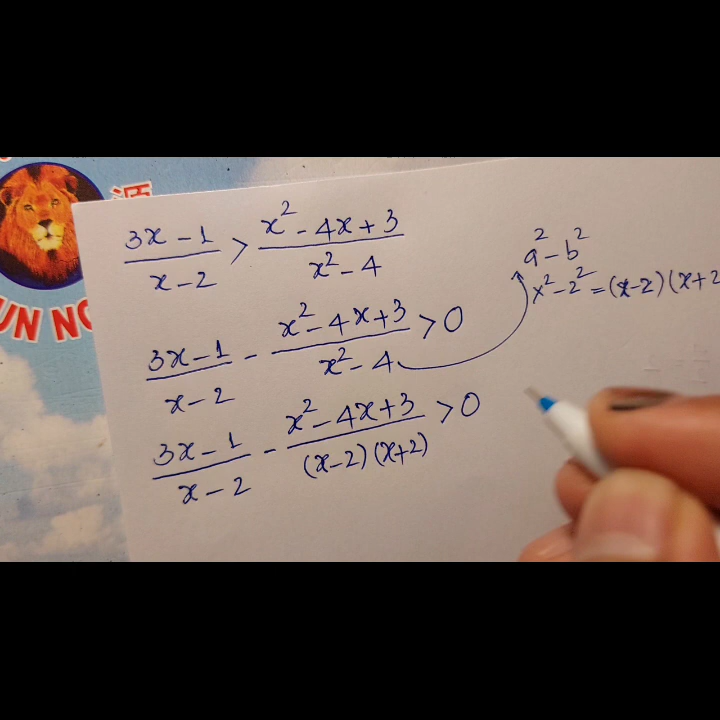 源
UN NO
(3x - 1)/(x - 2) > (x² - 4x + 3)/(x² - 4)
a² - b²
x² - 2² = (x-2)(x+2
(3x - 1)/(x - 2) - (x² - 4x + 3)/(x² - 4) > 0
(3x - 1)/(x - 2) - (x² - 4x + 3)/((x-2)(x+2)) > 0